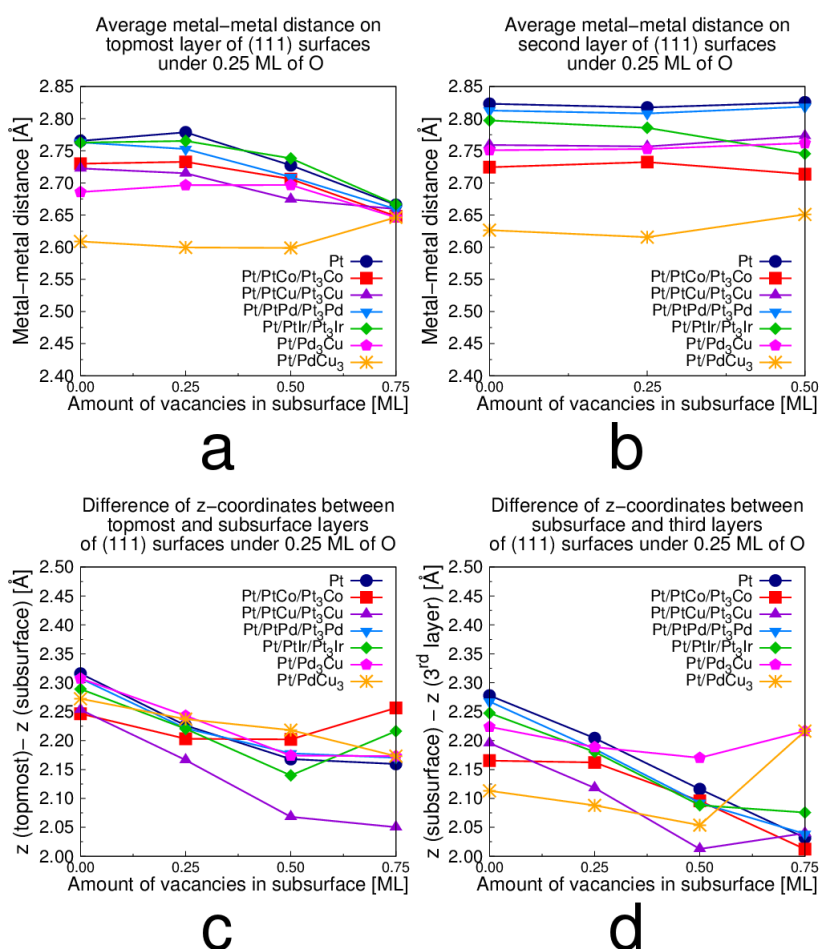 Average metal−metal distance on
topmost layer of (111) surfaces
under 0.25 ML of O
Metal−metal distance [Å]
2.85
2.80
2.75
2.70
2.65
2.60
2.55
2.50
2.45
2.40
Pt
Pt/PtCo/Pt₃Co
Pt/PtCu/Pt₃Cu
Pt/PtPd/Pt₃Pd
Pt/PtIr/Pt₃Ir
Pt/Pd₃Cu
Pt/PdCu₃
0.00 0.25 0.50 0.75
Amount of vacancies in subsurface [ML]
a
Average metal−metal distance on
second layer of (111) surfaces
under 0.25 ML of O
Metal−metal distance [Å]
2.85
2.80
2.75
2.70
2.65
2.60
2.55
2.50
2.45
2.40
Pt
Pt/PtCo/Pt₃Co
Pt/PtCu/Pt₃Cu
Pt/PtPd/Pt₃Pd
Pt/PtIr/Pt₃Ir
Pt/Pd₃Cu
Pt/PdCu₃
0.00 0.25 0.50
Amount of vacancies in subsurface [ML]
b
Difference of z−coordinates between
topmost and subsurface layers
of (111) surfaces under 0.25 ML of O
z (topmost)− z (subsurface) [Å]
2.50
2.45
2.40
2.35
2.30
2.25
2.20
2.15
2.10
2.05
2.00
Pt
Pt/PtCo/Pt₃Co
Pt/PtCu/Pt₃Cu
Pt/PtPd/Pt₃Pd
Pt/PtIr/Pt₃Ir
Pt/Pd₃Cu
Pt/PdCu₃
0.00 0.25 0.50 0.75
Amount of vacancies in subsurface [ML]
c
Difference of z−coordinates between
subsurface and third layers
of (111) surfaces under 0.25 ML of O
z (subsurface) − z (3ʳᵈ layer) [Å]
2.50
2.45
2.40
2.35
2.30
2.25
2.20
2.15
2.10
2.05
2.00
Pt
Pt/PtCo/Pt₃Co
Pt/PtCu/Pt₃Cu
Pt/PtPd/Pt₃Pd
Pt/PtIr/Pt₃Ir
Pt/Pd₃Cu
Pt/PdCu₃
0.00 0.25 0.50 0.75
Amount of vacancies in subsurface [ML]
d